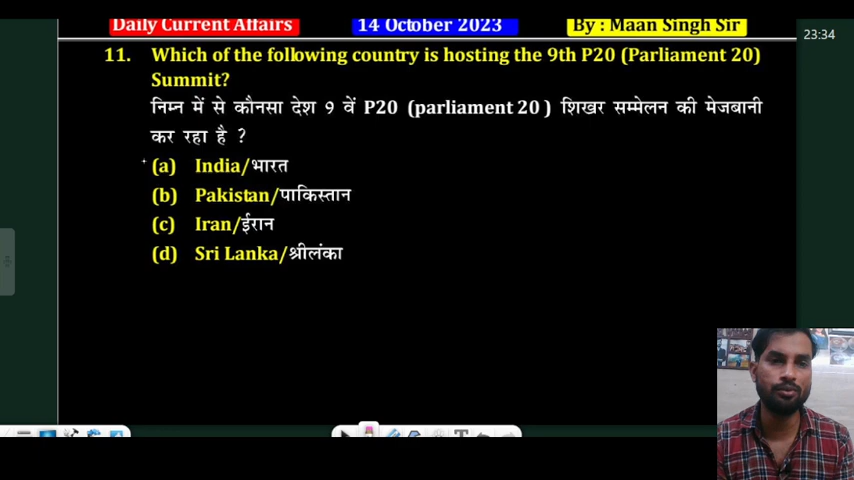 Daily Current Affairs 14 October 2023 By : Maan Singh Sir
23:34
11. Which of the following country is hosting the 9th P20 (Parliament 20)
Summit?
निम्न में से कौनसा देश 9 वें P20 (parliament 20 ) शिखर सम्मेलन की मेजबानी
कर रहा है ?
(a) India/भारत
(b) Pakistan/पाकिस्तान
(c) Iran/ईरान
(d) Sri Lanka/श्रीलंका